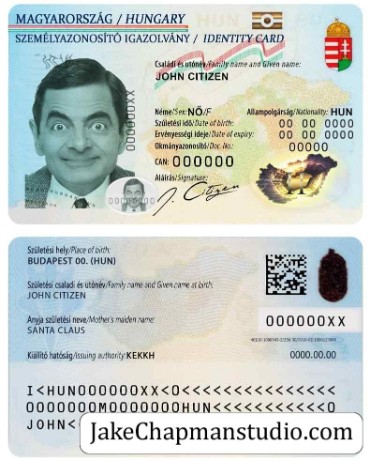 MAGYARORSZÁG / HUNGARY
SZEMÉLYAZONOSÍTÓ IGAZOLVÁNY / IDENTITY CARD
Családi és utónév/Family name and Given name:
JOHN CITIZEN
Neme/Sex: NŐ/F Állampolgárság/Nationality: HUN
Születési idő/Date of birth: 00 00 0000
Érvényességi ideje/Date of expiry: 00 00 0000
Okmányazonosító/Doc. No.: 00000
CAN: 000000
Aláírás/Signature:
J. Citizen
000000XX
Születési hely/Place of birth:
BUDAPEST 00. (HUN)
Születési családi és utónév/Family name and Given name at birth:
JOHN CITIZEN
Anyja születési neve/Mother's maiden name:
SANTA CLAUS
000000XX
Kiállító hatóság/Issuing authority: KEKKH 0000.00.00
I<HUN000000XX<0<<<<<<<<<<<<<<<
0000000M0000000HUN<<<<<<<<<<<0
JOHN<
JakeChapmanstudio.com